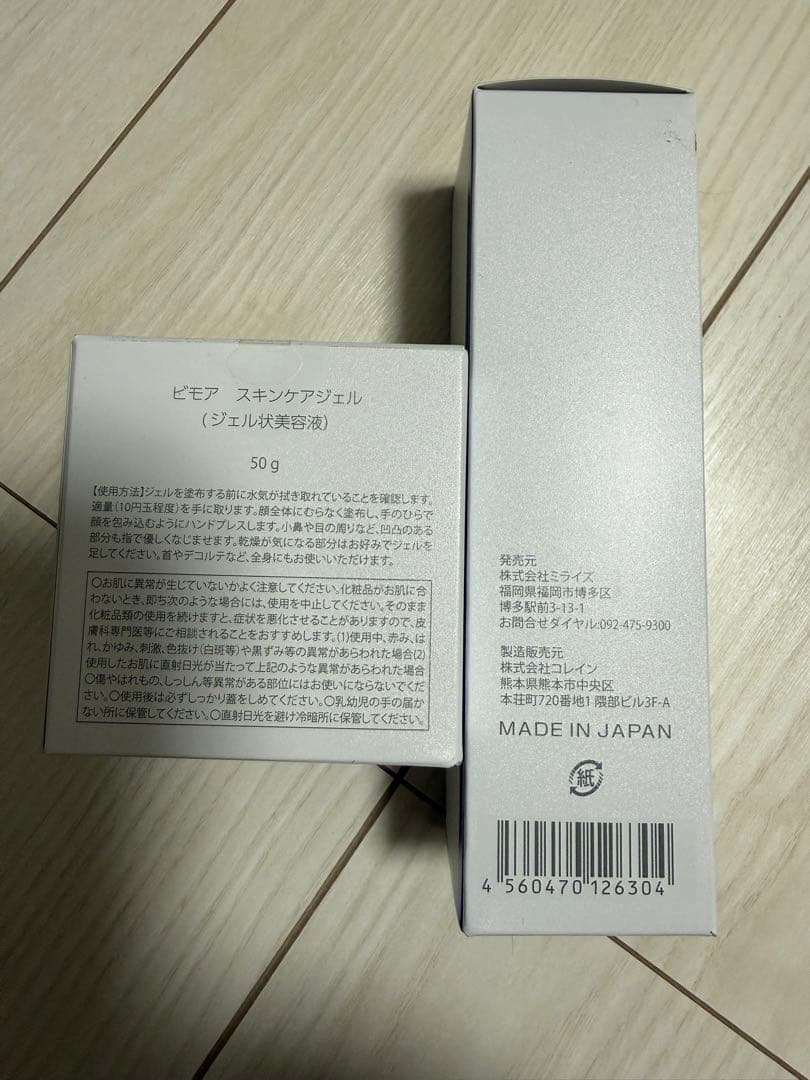 ビモア　スキンケアジェル
(ジェル状美容液)
50 g
【使用方法】ジェルを塗布する前に水気が拭き取れていることを確認します。
適量(10円玉程度)を手に取ります。顔全体にむらなく塗布し、手のひらで
顔を包み込むようにハンドプレスします。小鼻や目の周りなど、凹凸のある
部分も指で優しくなじませます。乾燥が気になる部分はお好みでジェルを
足してください。首やデコルテなど、全身にもお使いいただけます。
〇お肌に異常が生じていないかよく注意してください。化粧品がお肌に合
わないとき、即ち次のような場合には、使用を中止してください。そのまま
化粧品類の使用を続けますと、症状を悪化させることがありますので、皮
膚科専門医等にご相談されることをおすすめします。(1)使用中、赤み、は
れ、かゆみ、刺激、色抜け(白斑等)や黒ずみ等の異常があらわれた場合(2)
使用したお肌に直射日光が当たって上記のような異常があらわれた場合
〇傷やはれもの、しっしん等異常がある部位にはお使いにならないでくだ
さい。〇使用後は必ずしっかり蓋をしめてください。〇乳幼児の手の届か
ない所に保管してください。〇直射日光を避け冷暗所に保管してください。
発売元
株式会社ミライズ
福岡県福岡市博多区
博多駅前3-13-1
お問合せダイヤル:092-475-9300
製造販売元
株式会社コレイン
熊本県熊本市中央区
本荘町720番地1 隈部ビル3F-A
MADE IN JAPAN
紙
4 560470 126304